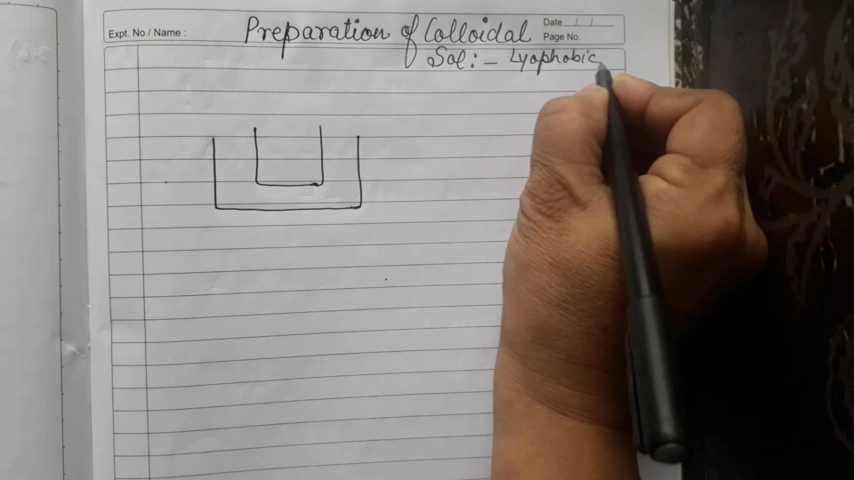 Expt. No / Name :
Preparation of Colloidal
Date / /
Page No.
Sol:- Lyophobic